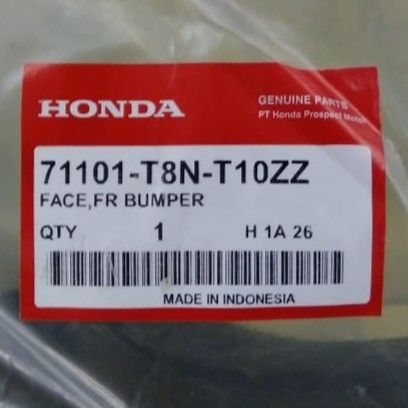 HONDA
GENUINE PARTS
PT Honda Prospect Motor
71101-T8N-T10ZZ
FACE,FR BUMPER
QTY 1 H 1A 26
MADE IN INDONESIA